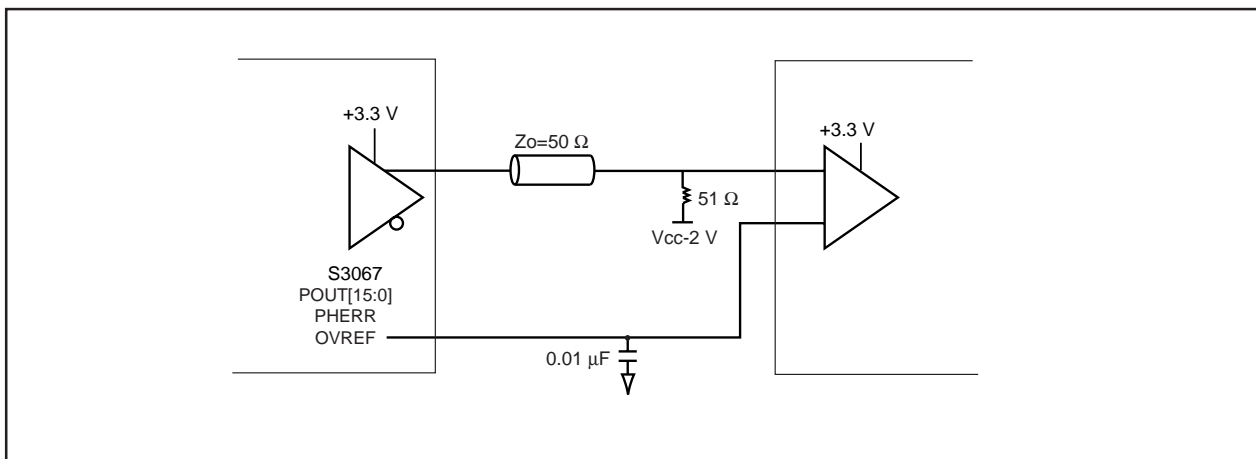 +3.3 V
Zo=50 Ω
+3.3 V
51 Ω
Vcc-2 V
S3067
POUT[15:0]
PHERR
OVREF
0.01 µF